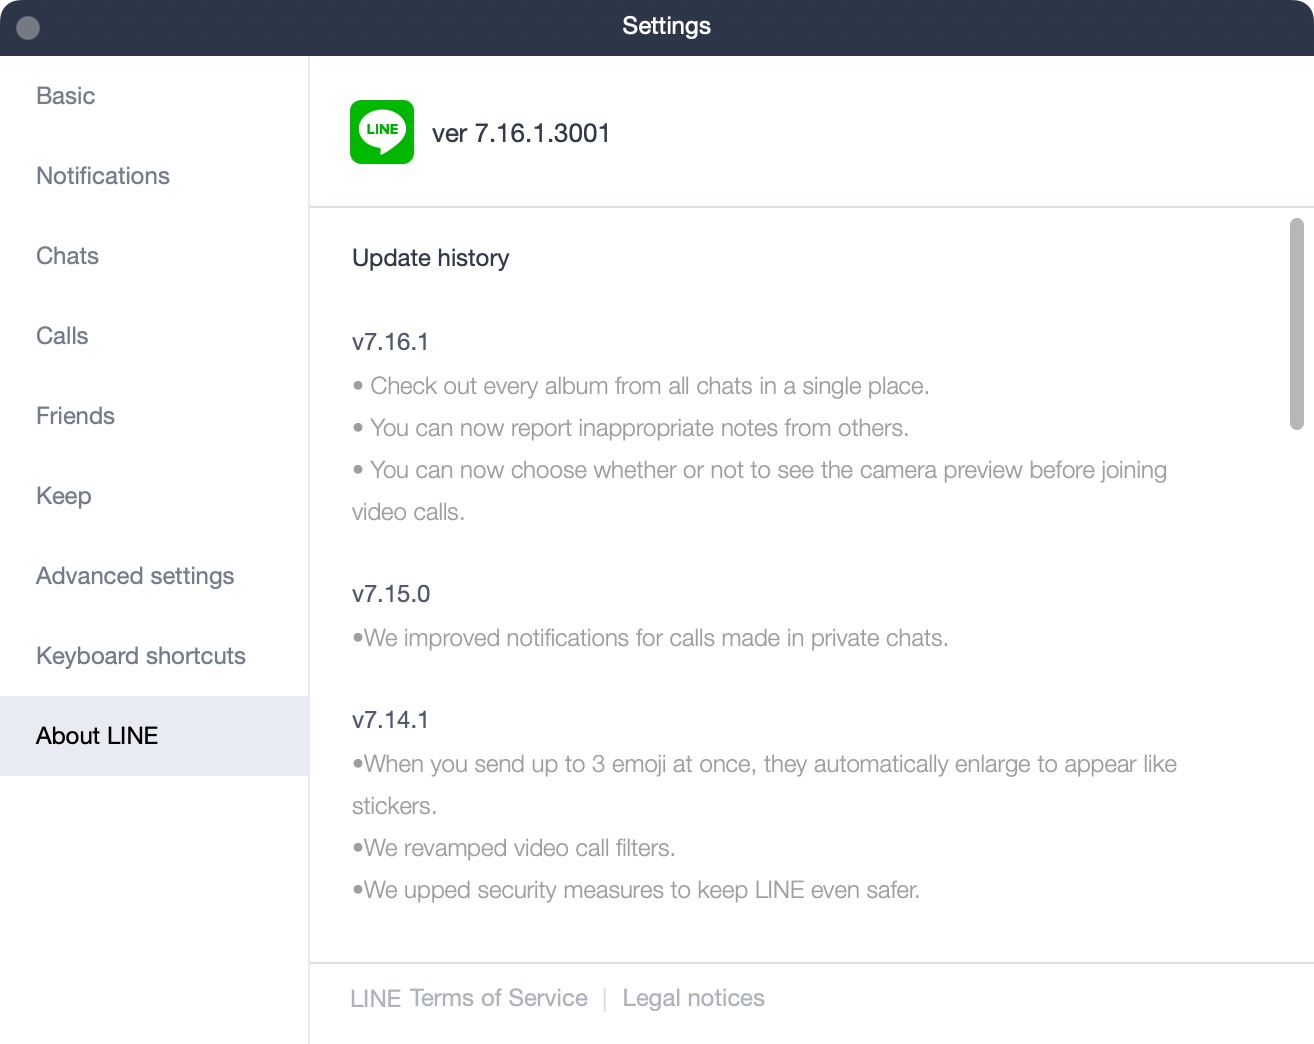 Settings
Basic
Notifications
Chats
Calls
Friends
Keep
Advanced settings
Keyboard shortcuts
About LINE
LINE
ver 7.16.1.3001
Update history
v7.16.1
• Check out every album from all chats in a single place.
• You can now report inappropriate notes from others.
• You can now choose whether or not to see the camera preview before joining
video calls.
v7.15.0
•We improved notifications for calls made in private chats.
v7.14.1
•When you send up to 3 emoji at once, they automatically enlarge to appear like
stickers.
•We revamped video call filters.
•We upped security measures to keep LINE even safer.
LINE Terms of Service | Legal notices